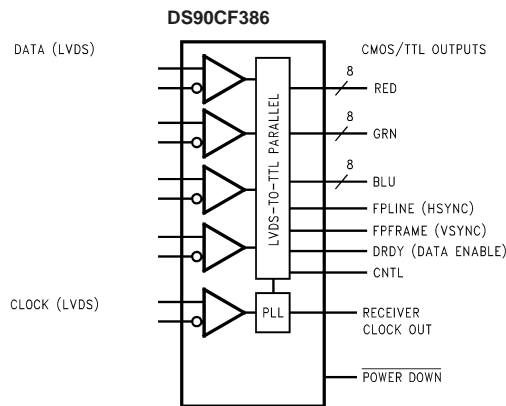 DS90CF386
DATA (LVDS)
CMOS/TTL OUTPUTS
8
RED
8
GRN
8
BLU
LVDS-TO-TTL PARALLEL
FPLINE (HSYNC)
FPFRAME (VSYNC)
DRDY (DATA ENABLE)
CNTL
CLOCK (LVDS)
PLL
RECEIVER
CLOCK OUT
POWER DOWN